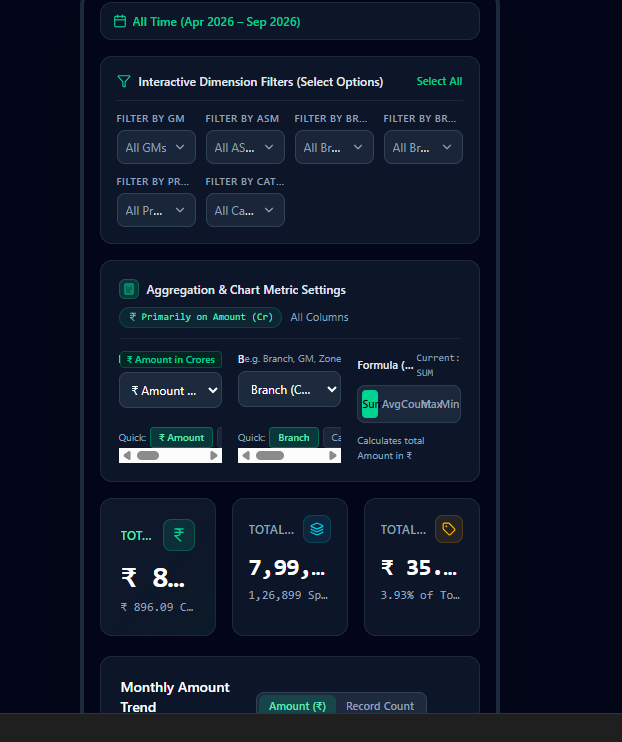 All Time (Apr 2026 – Sep 2026)
Interactive Dimension Filters (Select Options) Select All
FILTER BY GM FILTER BY ASM FILTER BY BR... FILTER BY BR...
All GMs All AS... All Br... All Br...
FILTER BY PR... FILTER BY CAT...
All Pr... All Ca...
Aggregation & Chart Metric Settings
₹ Primarily on Amount (Cr) All Columns
₹ Amount in Crores e.g. Branch, GM, Zone Formula (... Current: SUM
₹ Amount ... Branch (C... Sum Avg Count Max Min
Quick: ₹ Amount Quick: Branch Ca
Calculates total
Amount in ₹
TOT... ₹ TOTAL... TOTAL...
₹ 8... 7,99,... ₹ 35....
₹ 896.09 C... 1,26,899 Sp... 3.93% of To...
Monthly Amount
Trend
Amount (₹) Record Count